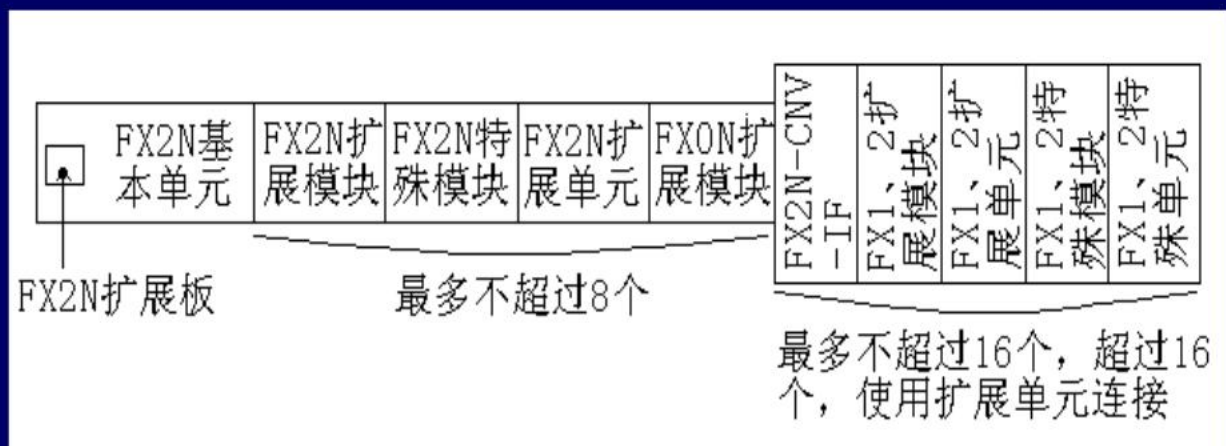 FX2N基
本单元
FX2N扩
展模块
FX2N特
殊模块
FX2N扩
展单元
FX0N扩
展模块
FX2N-CNV
-IF
FX1、2扩
展模块
FX1、2扩
展单元
FX1、2特
殊模块
FX1、2特
殊单元
FX2N扩展板
最多不超过8个
最多不超过16个，超过16
个，使用扩展单元连接